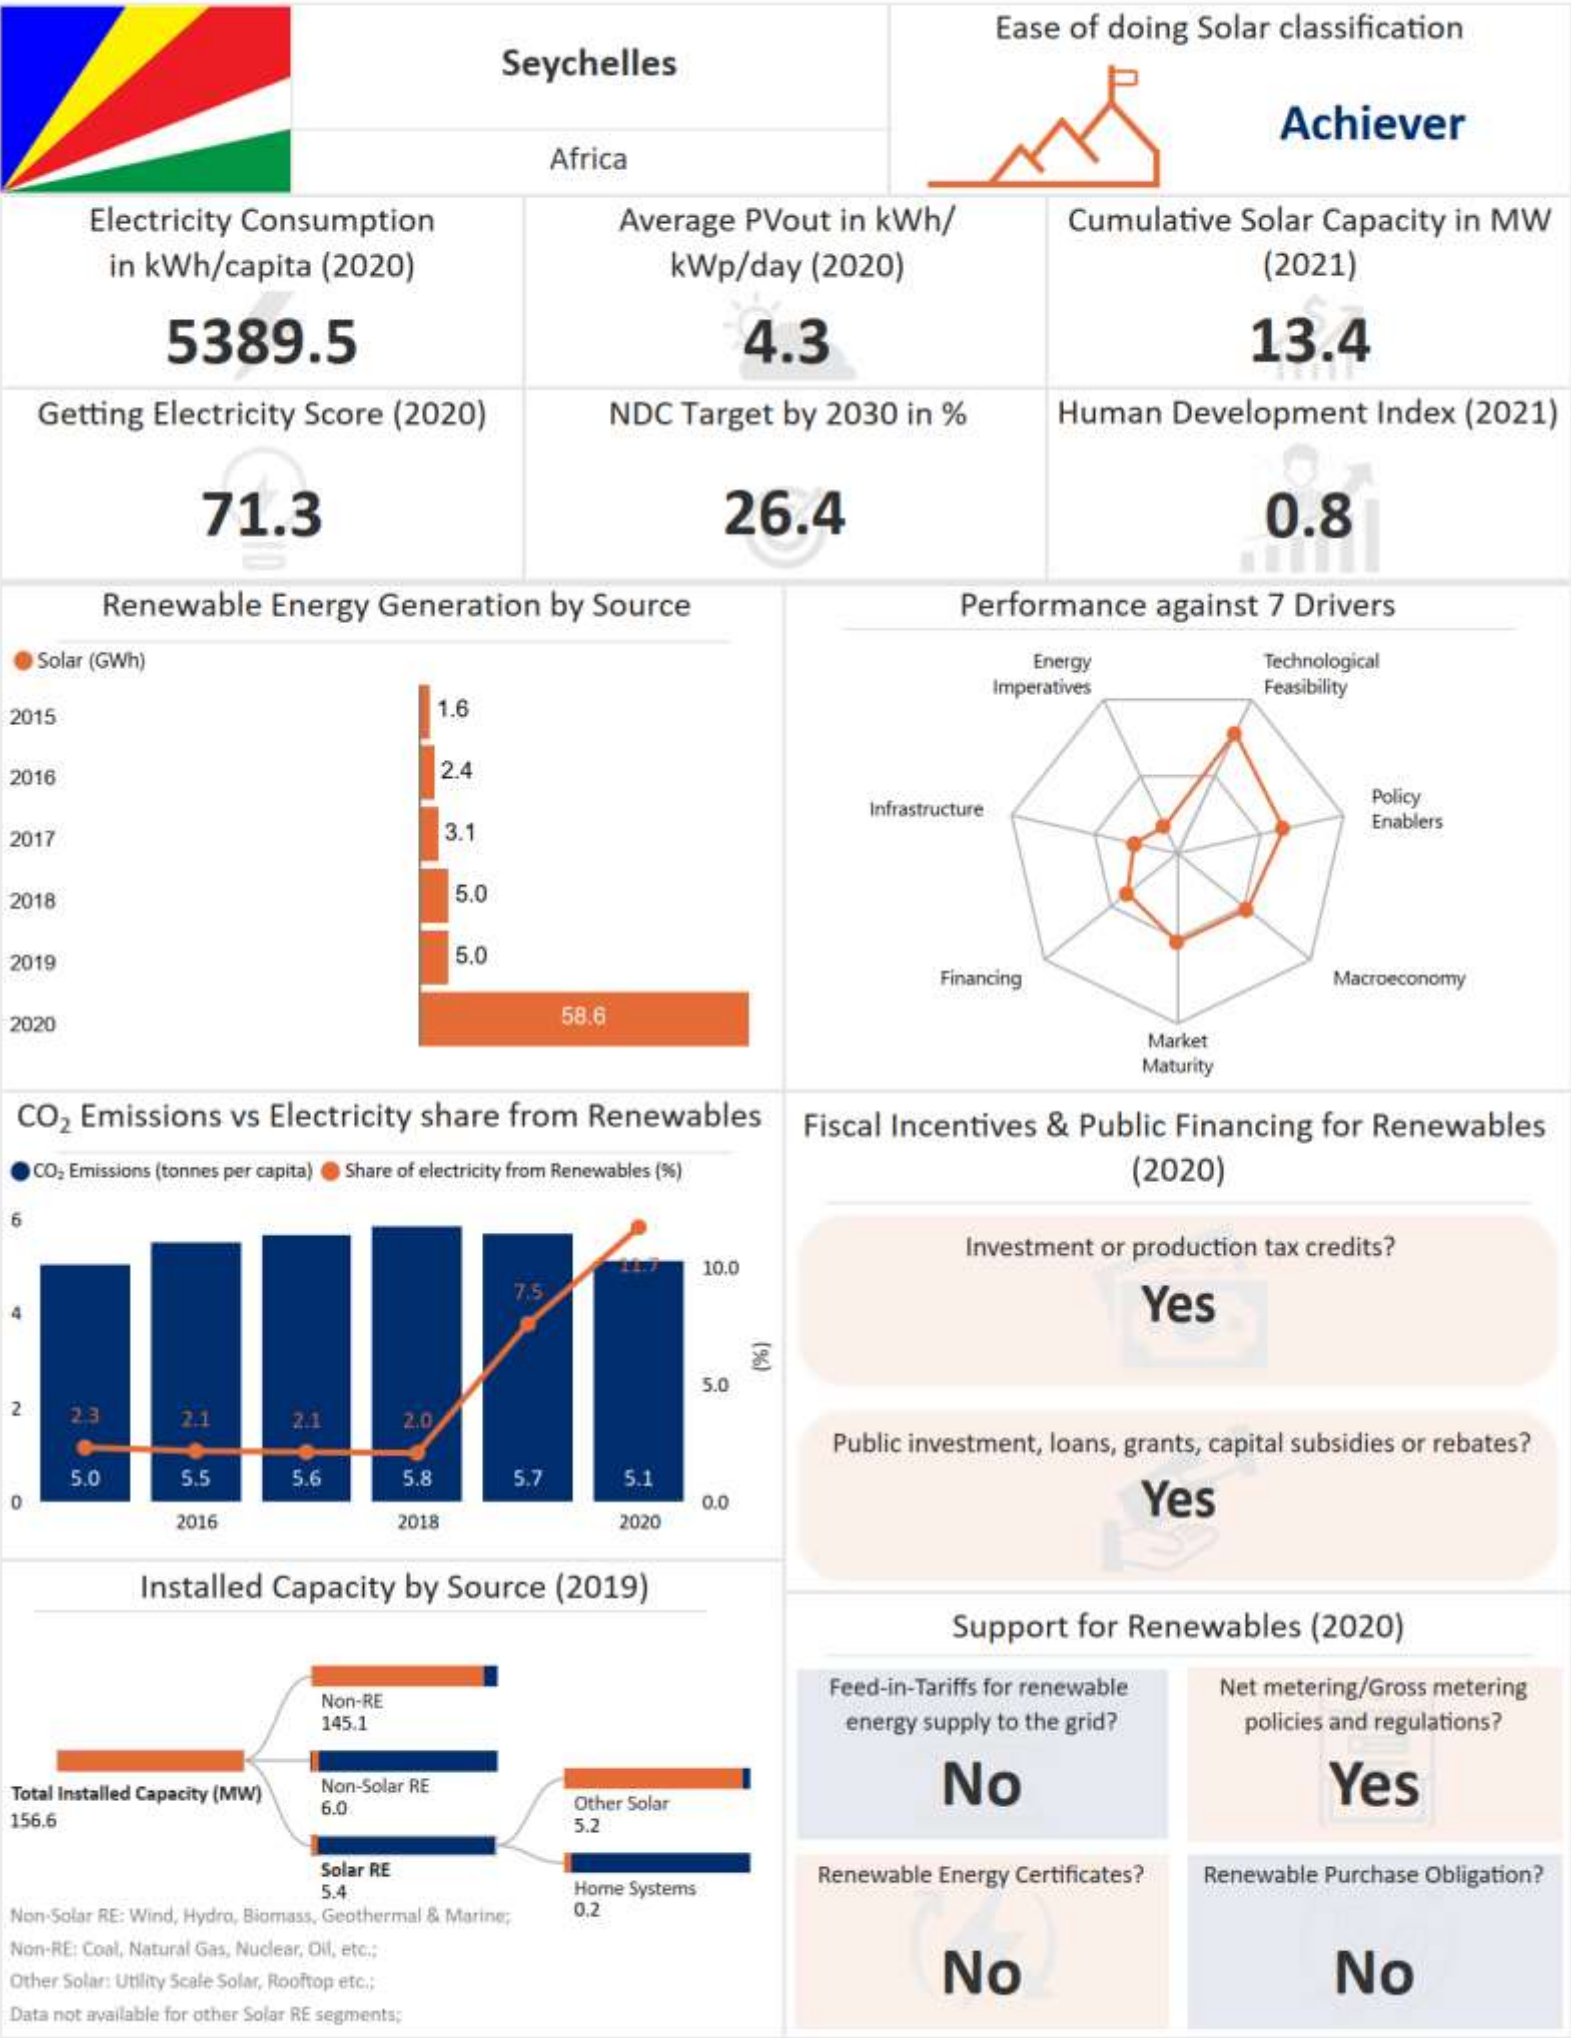 Seychelles
Africa
Ease of doing Solar classification
Achiever
Electricity Consumption
in kWh/capita (2020)
5389.5
Average PVout in kWh/
kWp/day (2020)
4.3
Cumulative Solar Capacity in MW
(2021)
13.4
Getting Electricity Score (2020)
71.3
NDC Target by 2030 in %
26.4
Human Development Index (2021)
0.8
Renewable Energy Generation by Source
Solar (GWh)
2015
1.6
2016
2.4
2017
3.1
2018
5.0
2019
5.0
2020
58.6
Performance against 7 Drivers
Energy
Imperatives
Technological
Feasibility
Policy
Enablers
Infrastructure
Financing
Macroeconomy
Market
Maturity
CO₂ Emissions vs Electricity share from Renewables
CO₂ Emissions (tonnes per capita)
Share of electricity from Renewables (%)
6
4
2
0
10.0
5.0
0.0
(%)
2.3
2.1
2.1
2.0
7.5
11.7
5.0
5.5
5.6
5.8
5.7
5.1
2016
2018
2020
Fiscal Incentives & Public Financing for Renewables
(2020)
Investment or production tax credits?
Yes
Public investment, loans, grants, capital subsidies or rebates?
Yes
Installed Capacity by Source (2019)
Total Installed Capacity (MW)
156.6
Non-RE
145.1
Non-Solar RE
6.0
Solar RE
5.4
Other Solar
5.2
Home Systems
0.2
Non-Solar RE: Wind, Hydro, Biomass, Geothermal & Marine;
Non-RE: Coal, Natural Gas, Nuclear, Oil, etc.;
Other Solar: Utility Scale Solar, Rooftop etc.;
Data not available for other Solar RE segments;
Support for Renewables (2020)
Feed-in-Tariffs for renewable
energy supply to the grid?
No
Net metering/Gross metering
policies and regulations?
Yes
Renewable Energy Certificates?
No
Renewable Purchase Obligation?
No